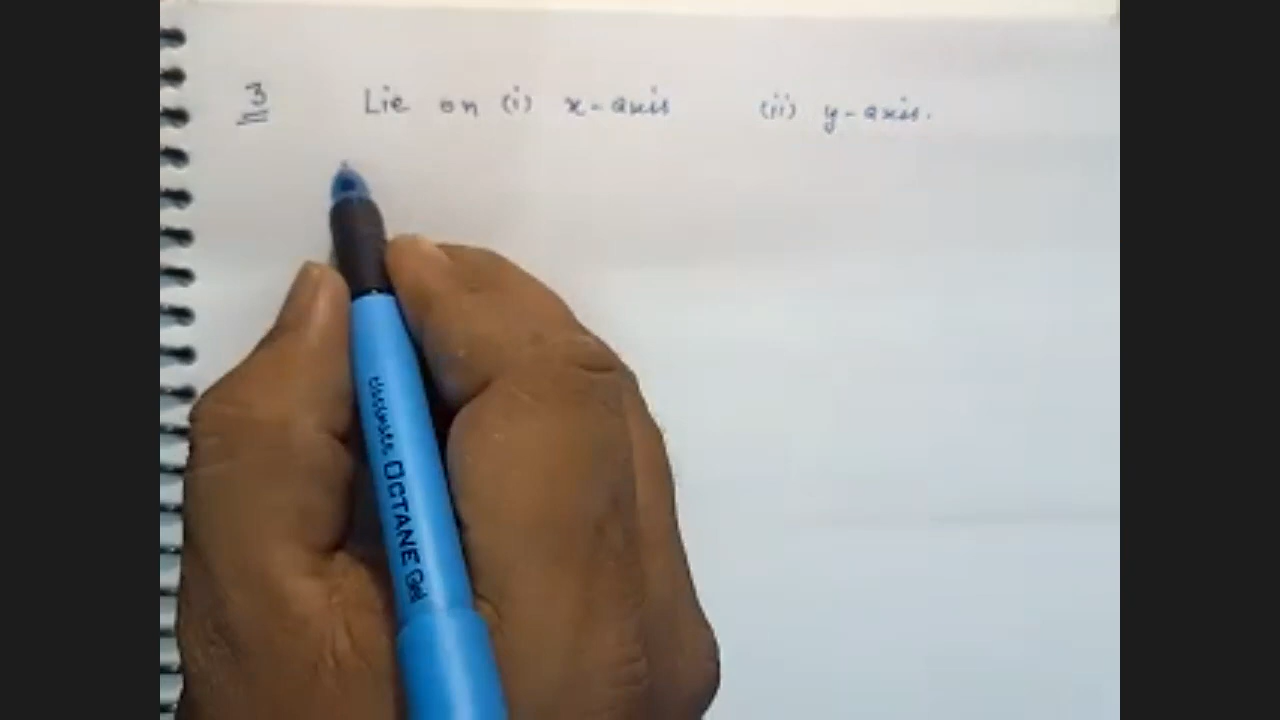 3 Lie on (i) x-axis (ii) y-axis.
OCTANE Gel